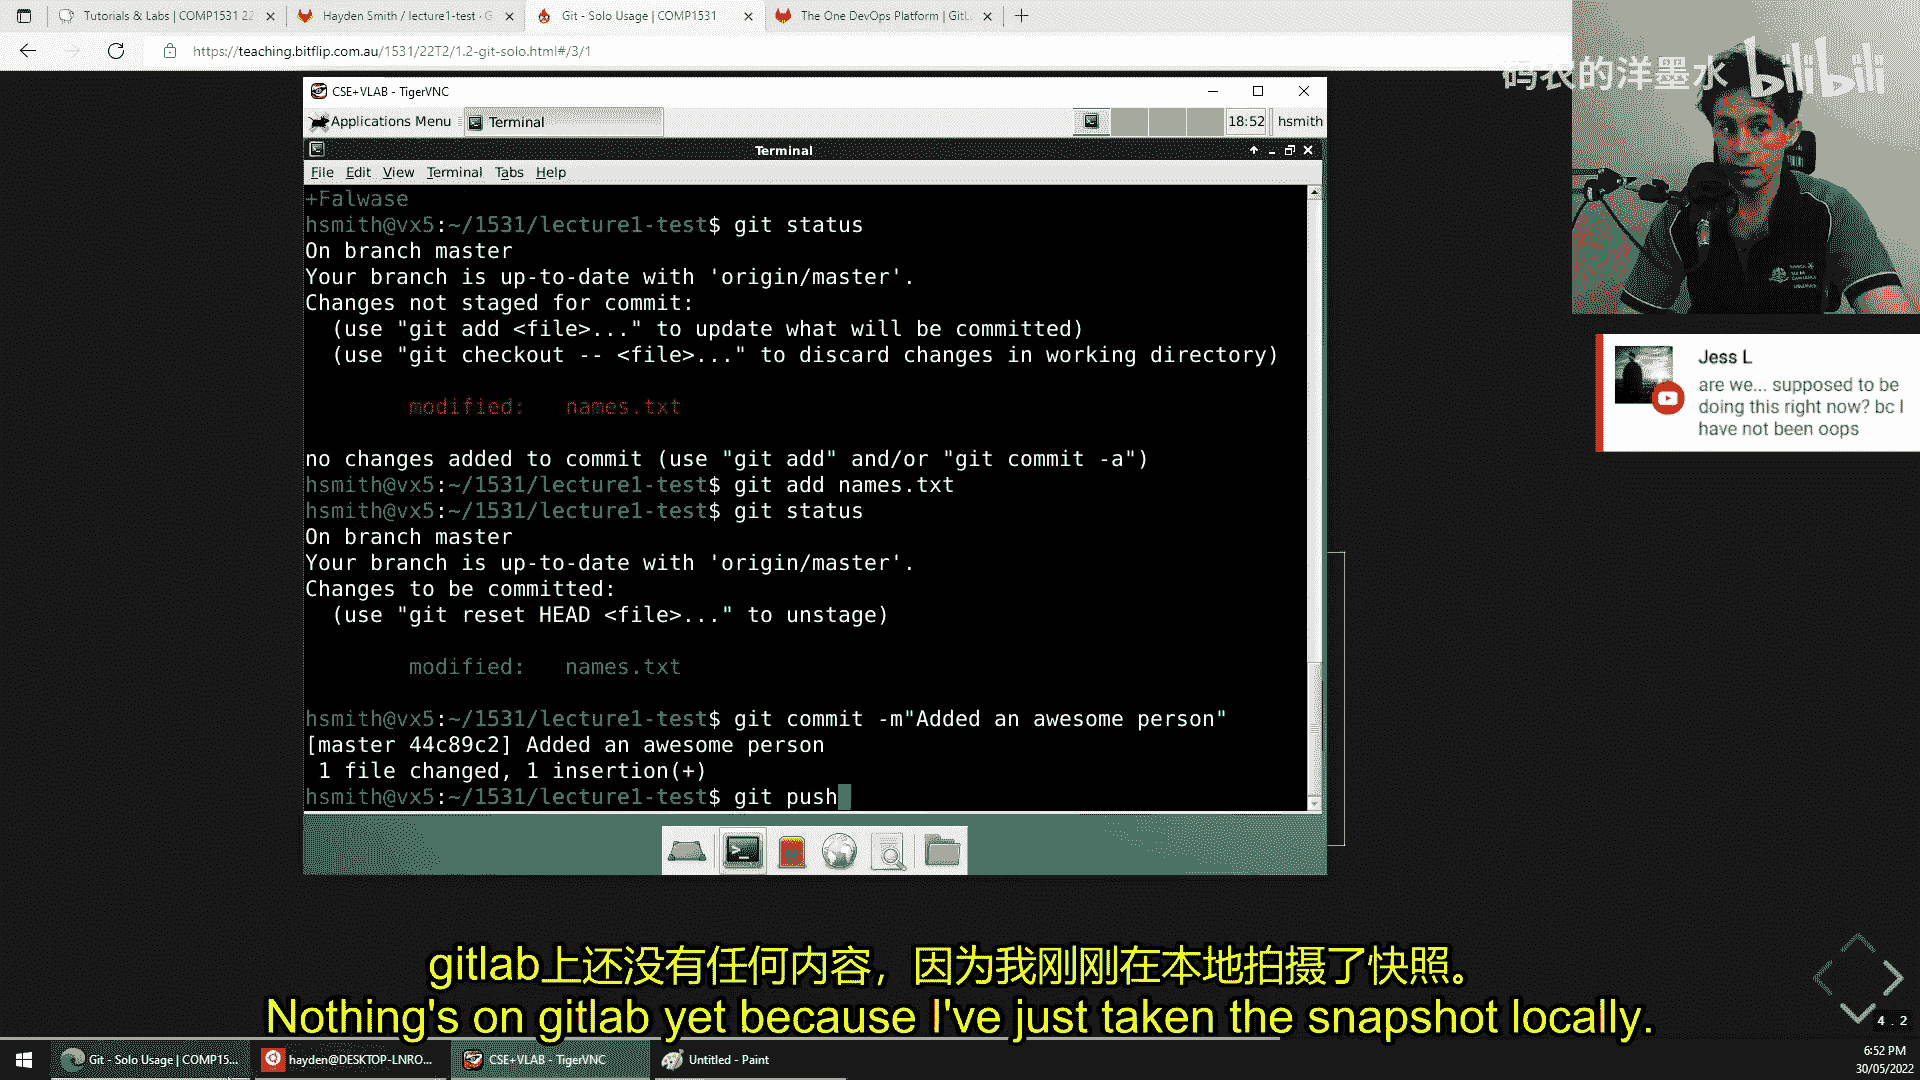 Tutorials & Labs | COMP1531 22
Hayden Smith / lecture1-test · G
Git - Solo Usage | COMP1531
The One DevOps Platform | GitL
https://teaching.bitflip.com.au/1531/22T2/1.2-git-solo.html#/3/1
码农的洋墨水 bilibili
CSE+VLAB - TigerVNC
Applications Menu
Terminal
18:52
hsmith
Terminal
File Edit View Terminal Tabs Help
+Falwase
hsmith@vx5:~/1531/lecture1-test$ git status
On branch master
Your branch is up-to-date with 'origin/master'.
Changes not staged for commit:
(use "git add <file>..." to update what will be committed)
(use "git checkout -- <file>..." to discard changes in working directory)
modified: names.txt
no changes added to commit (use "git add" and/or "git commit -a")
hsmith@vx5:~/1531/lecture1-test$ git add names.txt
hsmith@vx5:~/1531/lecture1-test$ git status
On branch master
Your branch is up-to-date with 'origin/master'.
Changes to be committed:
(use "git reset HEAD <file>..." to unstage)
modified: names.txt
hsmith@vx5:~/1531/lecture1-test$ git commit -m"Added an awesome person"
[master 44c89c2] Added an awesome person
1 file changed, 1 insertion(+)
hsmith@vx5:~/1531/lecture1-test$ git push
Jess L
are we... supposed to be
doing this right now? bc I
have not been oops
gitlab上还没有任何内容，因为我刚刚在本地拍摄了快照。
Nothing's on gitlab yet because I've just taken the snapshot locally.
4 . 2
Git - Solo Usage | COMP15...
hayden@DESKTOP-LNRO...
CSE+VLAB - TigerVNC
Untitled - Paint
6:52 PM
30/05/2022